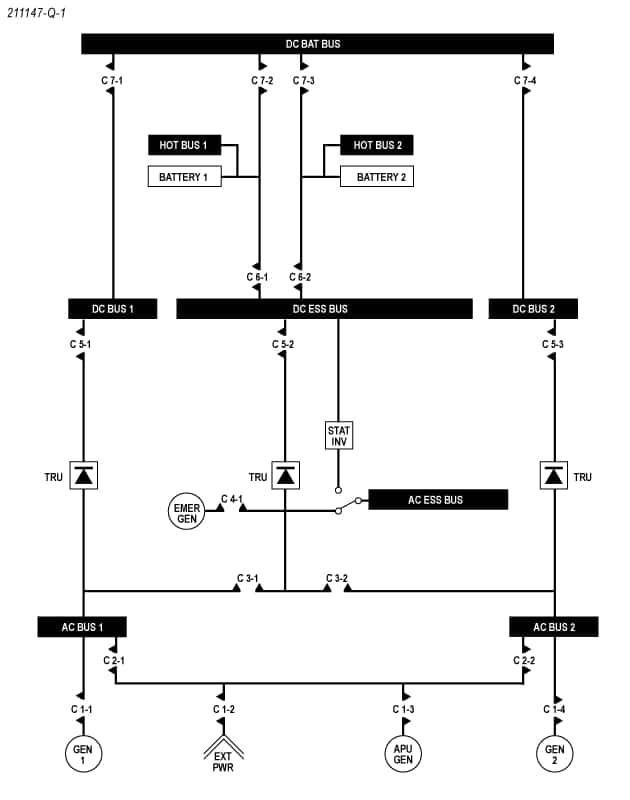 211147-Q-1
DC BAT BUS
C 7-1
C 7-2
C 7-3
C 7-4
HOT BUS 1
HOT BUS 2
BATTERY 1
BATTERY 2
C 6-1
C 6-2
DC BUS 1
DC ESS BUS
DC BUS 2
C 5-1
C 5-2
C 5-3
STAT
INV
TRU
TRU
TRU
AC ESS BUS
C 4-1
EMER
GEN
C 3-1
C 3-2
AC BUS 1
AC BUS 2
C 2-1
C 2-2
C 1-1
C 1-2
C 1-3
C 1-4
GEN
1
EXT
PWR
APU
GEN
GEN
2